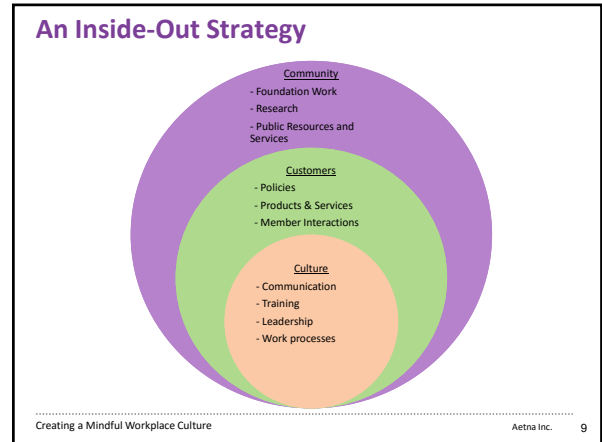 An Inside-Out Strategy
Community
- Foundation Work
- Research
- Public Resources and
Services
Customers
- Policies
- Products & Services
- Member Interactions
Culture
- Communication
- Training
- Leadership
- Work processes
Creating a Mindful Workplace Culture
Aetna Inc. 9